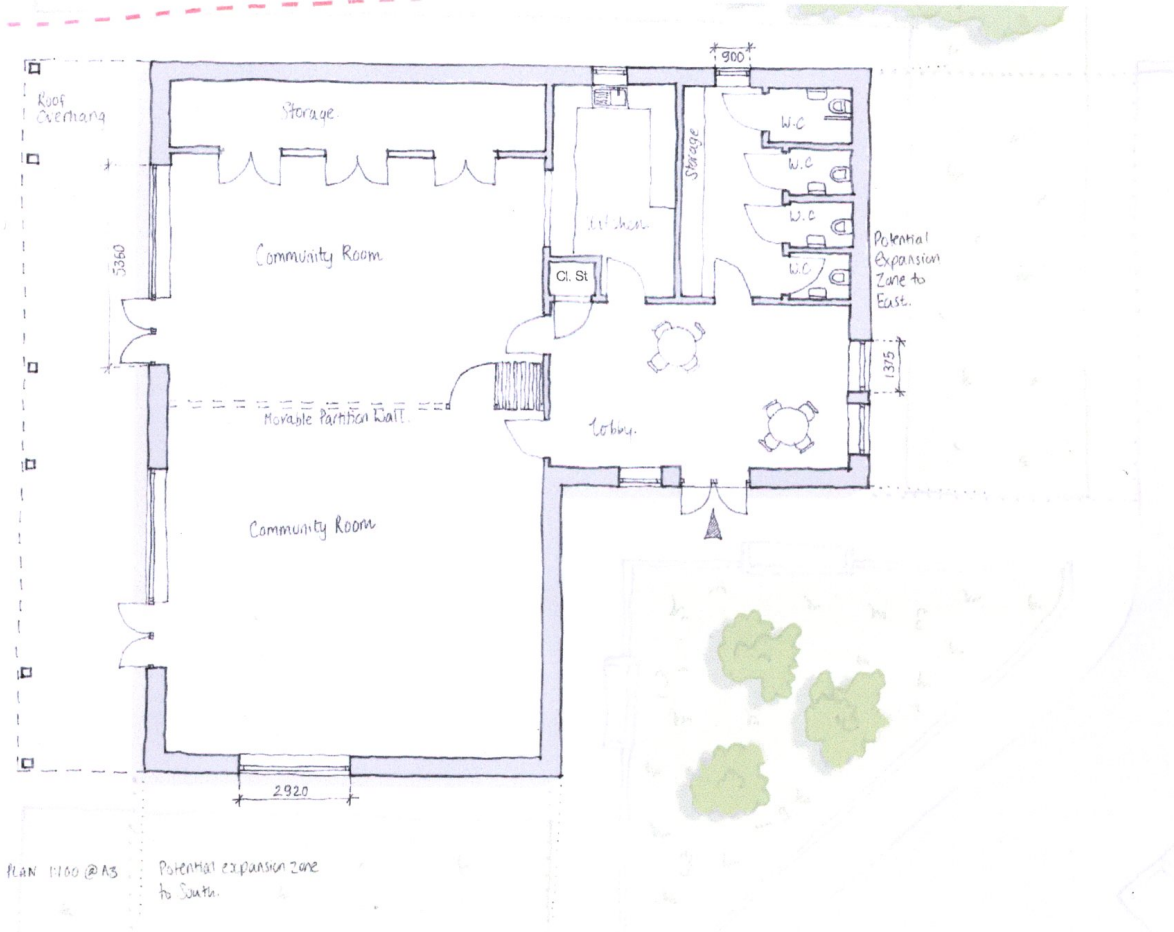 900
Roof
Overhang
Storage
W.C
Storage
W.C
W.C
Kitchen
Potential
Expansion
Zone to
East.
5360
Community Room
W.C
Cl. St
1375
Movable Partition Wall.
Lobby.
Community Room
2920
PLAN 1:100 @ A3
Potential expansion zone
to South.